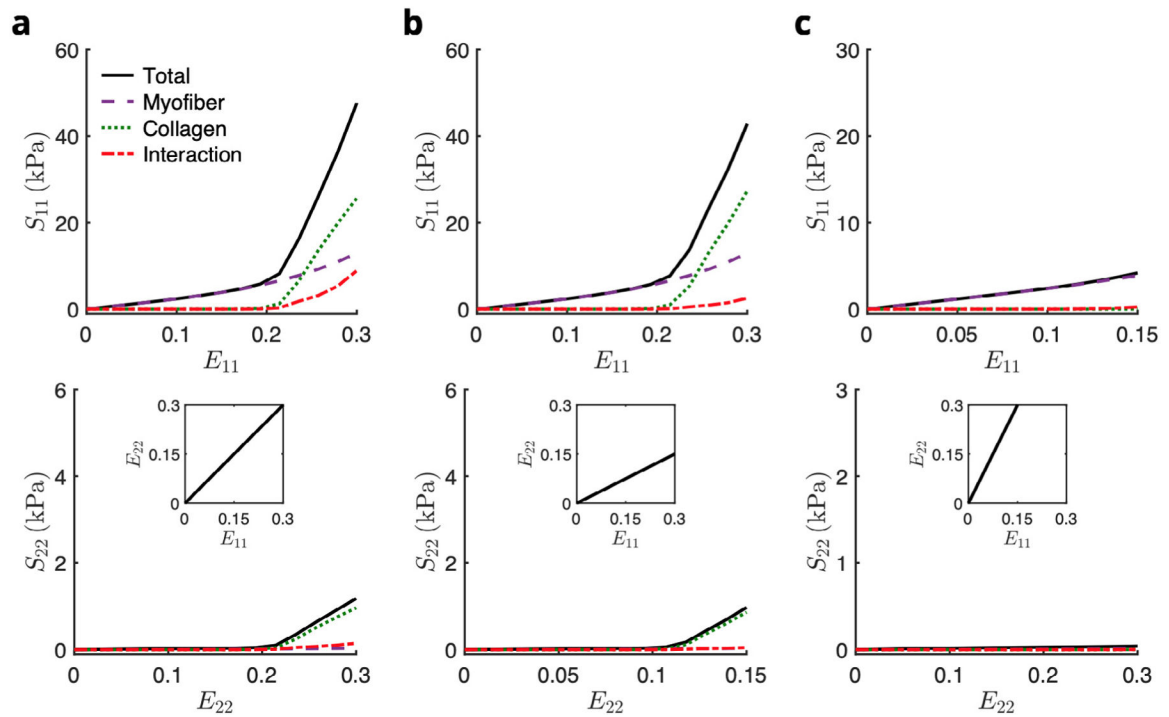 a
b
c
60
40
20
0
S11 (kPa)
Total
Myofiber
Collagen
Interaction
0 0.1 0.2 0.3
E11
60
40
20
0
S11 (kPa)
0 0.1 0.2 0.3
E11
30
20
10
0
S11 (kPa)
0 0.05 0.1 0.15
E11
6
4
2
0
S22 (kPa)
0.3
0.15
0
E22
0 0.15 0.3
E11
0 0.1 0.2 0.3
E22
6
4
2
0
S22 (kPa)
0.3
0.15
0
E22
0 0.15 0.3
E11
0 0.05 0.1 0.15
E22
3
2
1
0
S22 (kPa)
0.3
0.15
0
E22
0 0.15 0.3
E11
0 0.1 0.2 0.3
E22